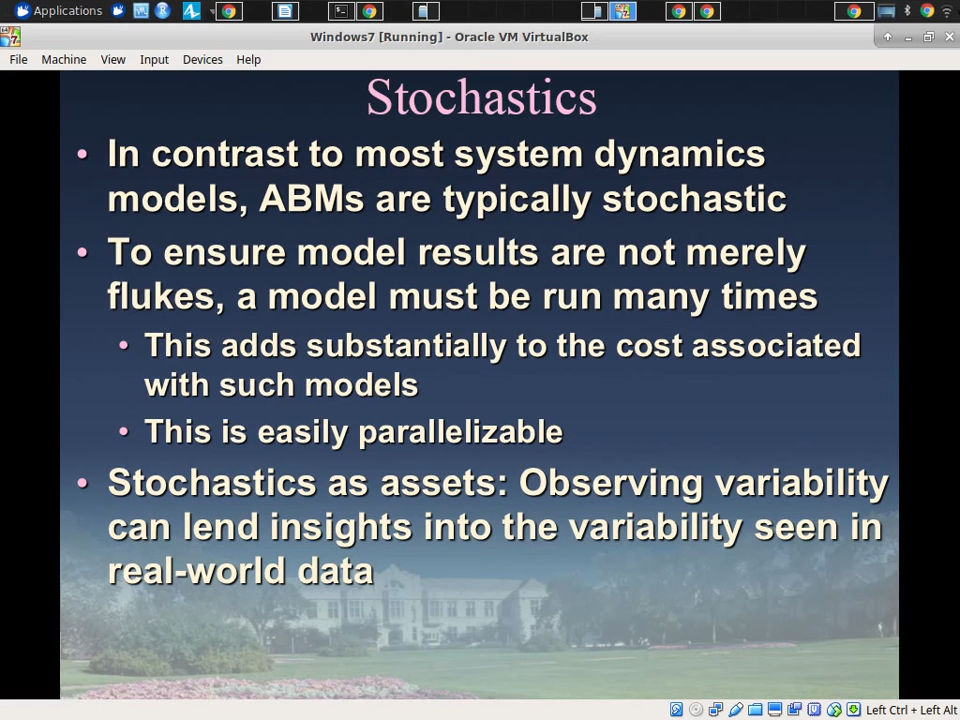 Applications
Windows7 [Running] - Oracle VM VirtualBox
File Machine View Input Devices Help
Stochastics
• In contrast to most system dynamics
models, ABMs are typically stochastic
• To ensure model results are not merely
flukes, a model must be run many times
• This adds substantially to the cost associated
with such models
• This is easily parallelizable
• Stochastics as assets: Observing variability
can lend insights into the variability seen in
real-world data
Left Ctrl + Left Alt